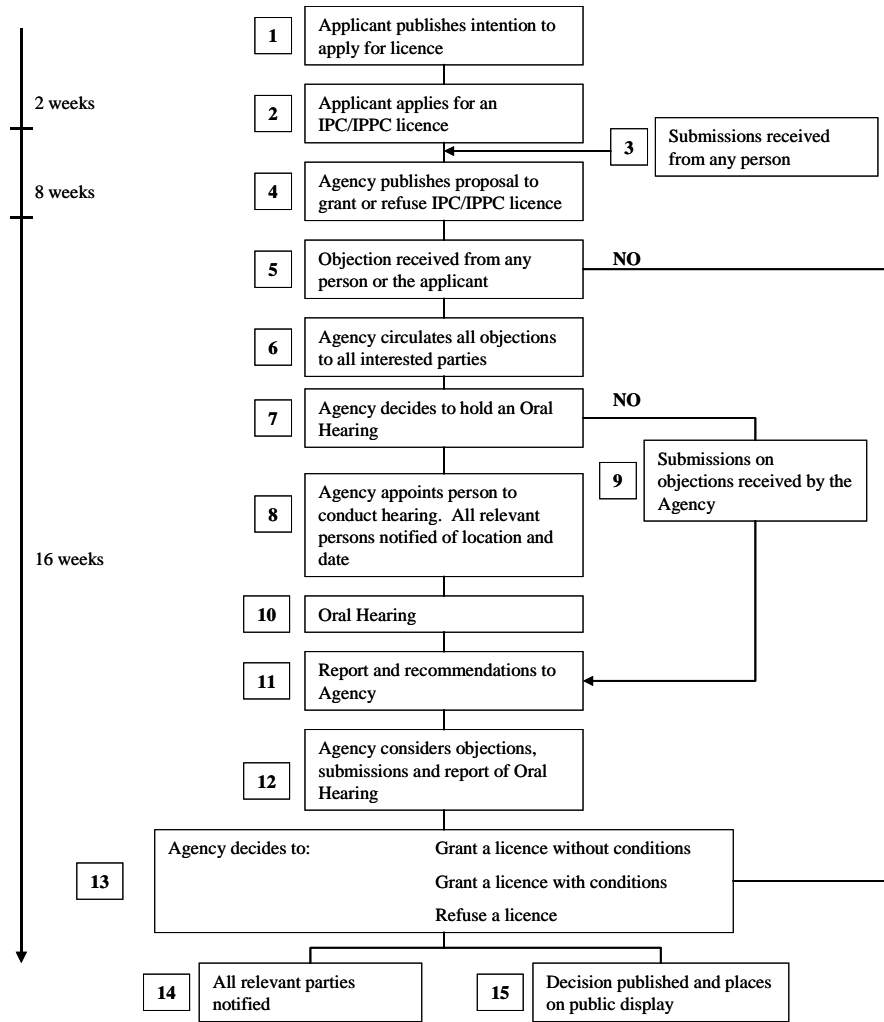 1
Applicant publishes intention to
apply for licence
2 weeks
2
Applicant applies for an
IPC/IPPC licence
3
Submissions received
from any person
8 weeks
4
Agency publishes proposal to
grant or refuse IPC/IPPC licence
5
Objection received from any
person or the applicant
NO
6
Agency circulates all objections
to all interested parties
7
Agency decides to hold an Oral
Hearing
NO
8
Agency appoints person to
conduct hearing. All relevant
persons notified of location and
date
9
Submissions on
objections received by the
Agency
16 weeks
10
Oral Hearing
11
Report and recommendations to
Agency
12
Agency considers objections,
submissions and report of Oral
Hearing
13
Agency decides to:
Grant a licence without conditions
Grant a licence with conditions
Refuse a licence
14
All relevant parties
notified
15
Decision published and places
on public display